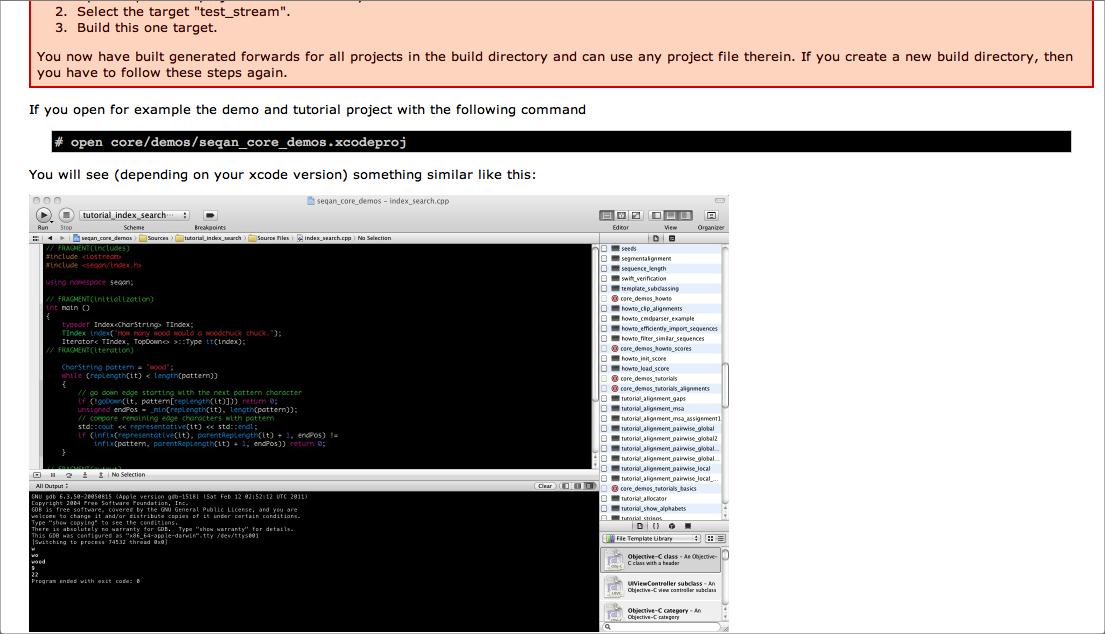 2. Select the target "test_stream".
3. Build this one target.
You now have built generated forwards for all projects in the build directory and can use any project file therein. If you create a new build directory, then
you have to follow these steps again.
If you open for example the demo and tutorial project with the following command
# open core/demos/seqan_core_demos.xcodeproj
You will see (depending on your xcode version) something similar like this:
seqan_core_demos - index_search.cpp
tutorial_index_search···
Run Stop Scheme Breakpoints Editor View Organizer
seqan_core_demos › Sources › tutorial_index_search › Source Files › index_search.cpp › No Selection
// FRAGMENT(includes)
#include <iostream>
#include <seqan/index.h>
using namespace seqan;
// FRAGMENT(initialization)
int main ()
{
typedef Index<CharString> TIndex;
TIndex index("How many wood would a woodchuck chuck.");
Iterator< TIndex, TopDown<> >::Type it(index);
// FRAGMENT(iteration)
CharString pattern = "wood";
while (repLength(it) < length(pattern))
{
// go down edge starting with the next pattern character
if (!goDown(it, pattern[repLength(it)])) return 0;
unsigned endPos = _min(repLength(it), length(pattern));
// compare remaining edge characters with pattern
std::cout << representative(it) << std::endl;
if (infix(representative(it), parentRepLength(it) + 1, endPos) !=
infix(pattern, parentRepLength(it) + 1, endPos)) return 0;
}
// FRAGMENT(output)
seeds
segmentalignment
sequence_length
swift_verification
template_subclassing
core_demos_howto
howto_clip_alignments
howto_cmdparser_example
howto_efficiently_import_sequences
howto_filter_similar_sequences
core_demos_howto_scores
howto_init_score
howto_load_score
core_demos_tutorials
core_demos_tutorials_alignments
tutorial_alignment_gaps
tutorial_alignment_msa
tutorial_alignment_msa_assignment1
tutorial_alignment_pairwise_global
tutorial_alignment_pairwise_global2
tutorial_alignment_pairwise_global...
tutorial_alignment_pairwise_global...
tutorial_alignment_pairwise_local
tutorial_alignment_pairwise_local_...
core_demos_tutorials_basics
tutorial_allocator
tutorial_show_alphabets
tutorial_strings
No Selection
All Output
Clear
GNU gdb 6.3.50-20050815 (Apple version gdb-1518) (Sat Feb 12 02:52:12 UTC 2011)
Copyright 2004 Free Software Foundation, Inc.
GDB is free software, covered by the GNU General Public License, and you are
welcome to change it and/or distribute copies of it under certain conditions.
Type "show copying" to see the conditions.
There is absolutely no warranty for GDB. Type "show warranty" for details.
This GDB was configured as "x86_64-apple-darwin".tty /dev/ttys001
[Switching to process 74532 thread 0x0]
w
wo
wood
9
22
Program ended with exit code: 0
File Template Library
Objective-C class - An Objective-
C class with a header
UIViewController subclass - An
Objective-C view controller subclass
Objective-C category - An
Objective-C category